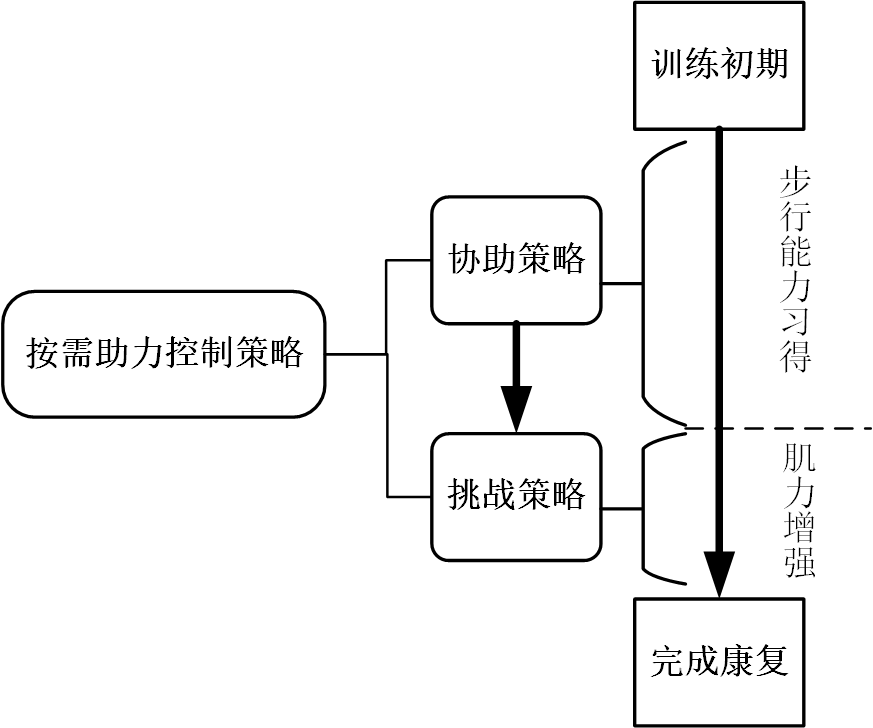 训练初期
步行能力习得
协助策略
按需助力控制策略
挑战策略
肌力增强
完成康复